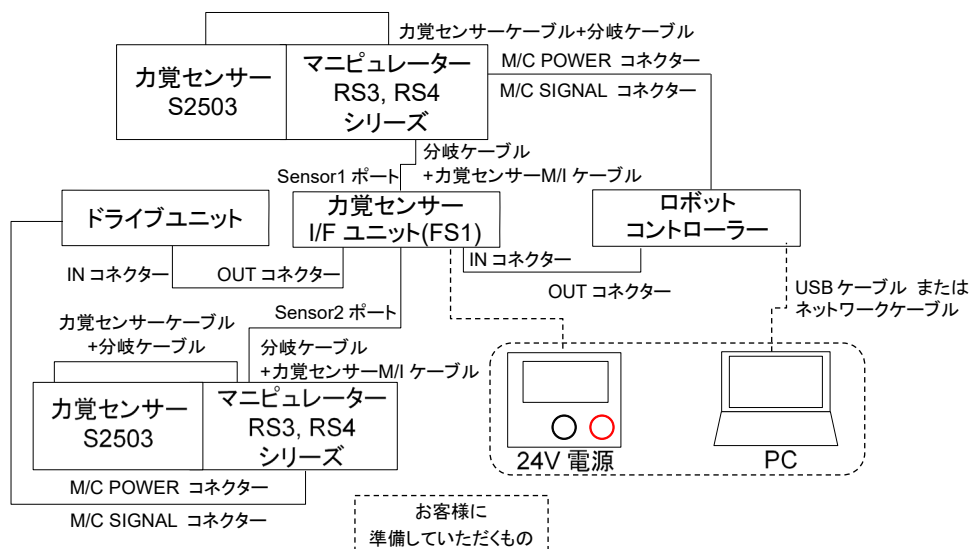 力覚センサーケーブル+分岐ケーブル
力覚センサー
S2503
マニピュレーター
RS3, RS4
シリーズ
M/C POWER コネクター
M/C SIGNAL コネクター
分岐ケーブル
+力覚センサーM/I ケーブル
Sensor1 ポート
ドライブユニット
力覚センサー
I/F ユニット(FS1)
ロボット
コントローラー
IN コネクター
OUT コネクター
IN コネクター
OUT コネクター
USB ケーブル または
ネットワークケーブル
Sensor2 ポート
力覚センサーケーブル
+分岐ケーブル
分岐ケーブル
+力覚センサーM/I ケーブル
力覚センサー
S2503
マニピュレーター
RS3, RS4
シリーズ
24V 電源
PC
M/C POWER コネクター
M/C SIGNAL コネクター
お客様に
準備していただくもの